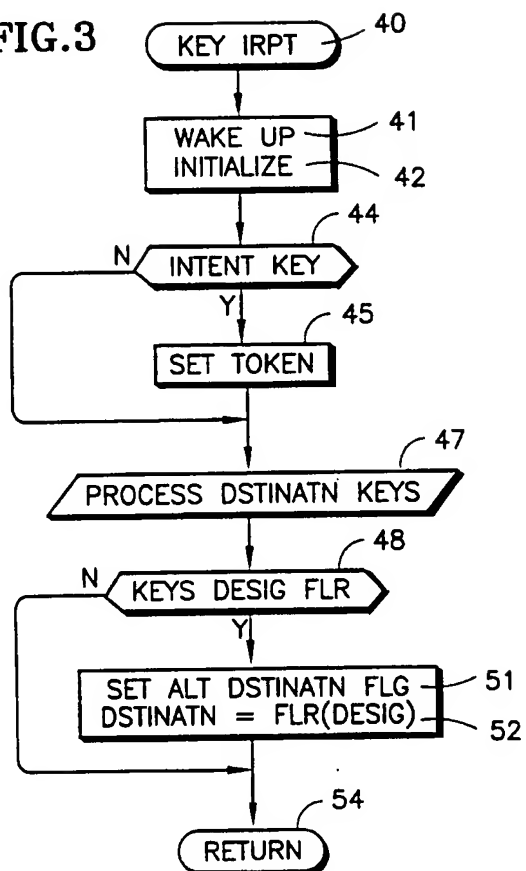 FIG.3
KEY IRPT 40
WAKE UP 41
INITIALIZE 42
44
N INTENT KEY
Y 45
SET TOKEN
47
PROCESS DSTINATN KEYS
48
N KEYS DESIG FLR
Y
SET ALT DSTINATN FLG 51
DSTINATN = FLR(DESIG) 52
54
RETURN